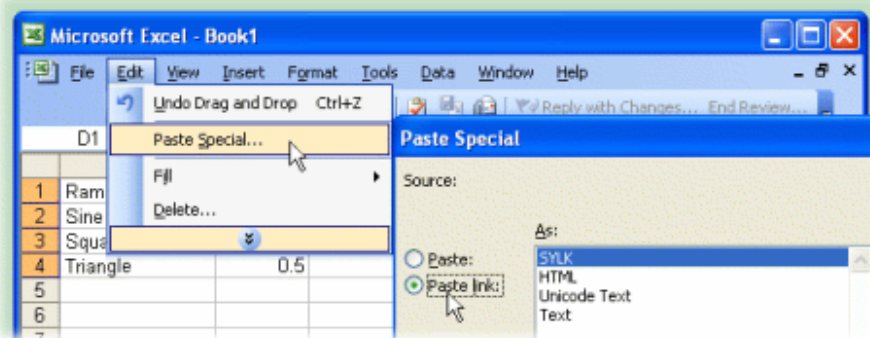 Microsoft Excel - Book1
File Edit View Insert Format Tools Data Window Help
Undo Drag and Drop Ctrl+Z
Reply with Changes... End Review...
D1
Paste Special...
Paste Special
Fill
Source:
1 Ram
Delete...
2 Sine
As:
3 Squa
Paste:
SYLK
4 Triangle 0.5
Paste link:
HTML
5
Unicode Text
6
Text